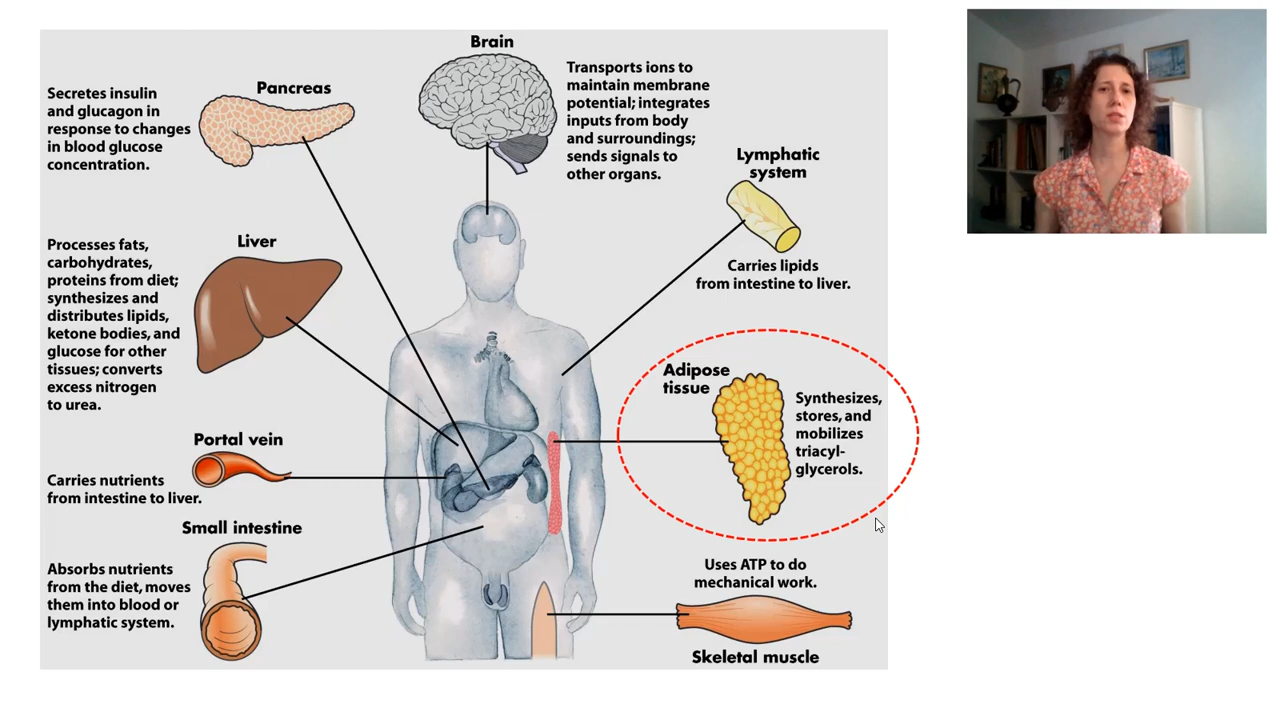 Brain
Transports ions to
maintain membrane
potential; integrates
inputs from body
and surroundings;
sends signals to
other organs.
Pancreas
Secretes insulin
and glucagon in
response to changes
in blood glucose
concentration.
Lymphatic
system
Carries lipids
from intestine to liver.
Liver
Processes fats,
carbohydrates,
proteins from diet;
synthesizes and
distributes lipids,
ketone bodies, and
glucose for other
tissues; converts
excess nitrogen
to urea.
Adipose
tissue
Synthesizes,
stores, and
mobilizes
triacyl-
glycerols.
Portal vein
Carries nutrients
from intestine to liver.
Small intestine
Absorbs nutrients
from the diet, moves
them into blood or
lymphatic system.
Uses ATP to do
mechanical work.
Skeletal muscle